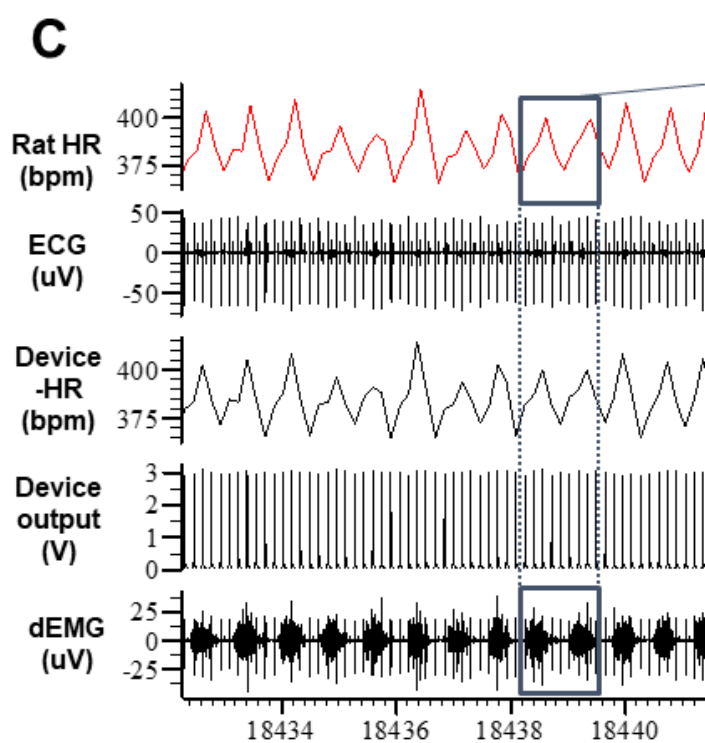 C
Rat HR
(bpm)
400
375
ECG
(uV)
50
0
-50
Device
-HR
(bpm)
400
375
Device
output
(V)
3
2
1
0
dEMG
(uV)
25
0
-25
18434 18436 18438 18440